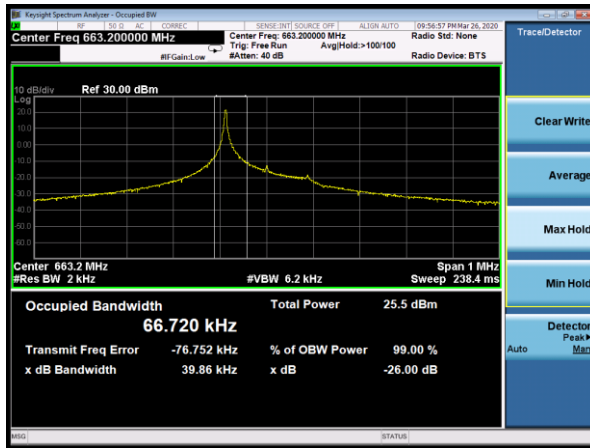 Keysight Spectrum Analyzer - Occupied BW
RF 50 Ω AC CORREC SENSE:INT SOURCE OFF ALIGN AUTO 09:56:57 PM Mar 26, 2020
Center Freq 663.200000 MHz
Center Freq: 663.200000 MHz
Radio Std: None
Trig: Free Run Avg|Hold:>100/100
#IFGain:Low
#Atten: 40 dB
Radio Device: BTS
10 dB/div Ref 30.00 dBm
Log
20.0
10.0
0.00
-10.0
-20.0
-30.0
-40.0
-50.0
-60.0
Center 663.2 MHz
Span 1 MHz
#Res BW 2 kHz
#VBW 6.2 kHz
Sweep 238.4 ms
Occupied Bandwidth
Total Power 25.5 dBm
66.720 kHz
Transmit Freq Error -76.752 kHz
% of OBW Power 99.00 %
x dB Bandwidth 39.86 kHz
x dB -26.00 dB
MSG
STATUS
Trace/Detector
Clear Write
Average
Max Hold
Min Hold
Detector
Peak▶
Auto Man